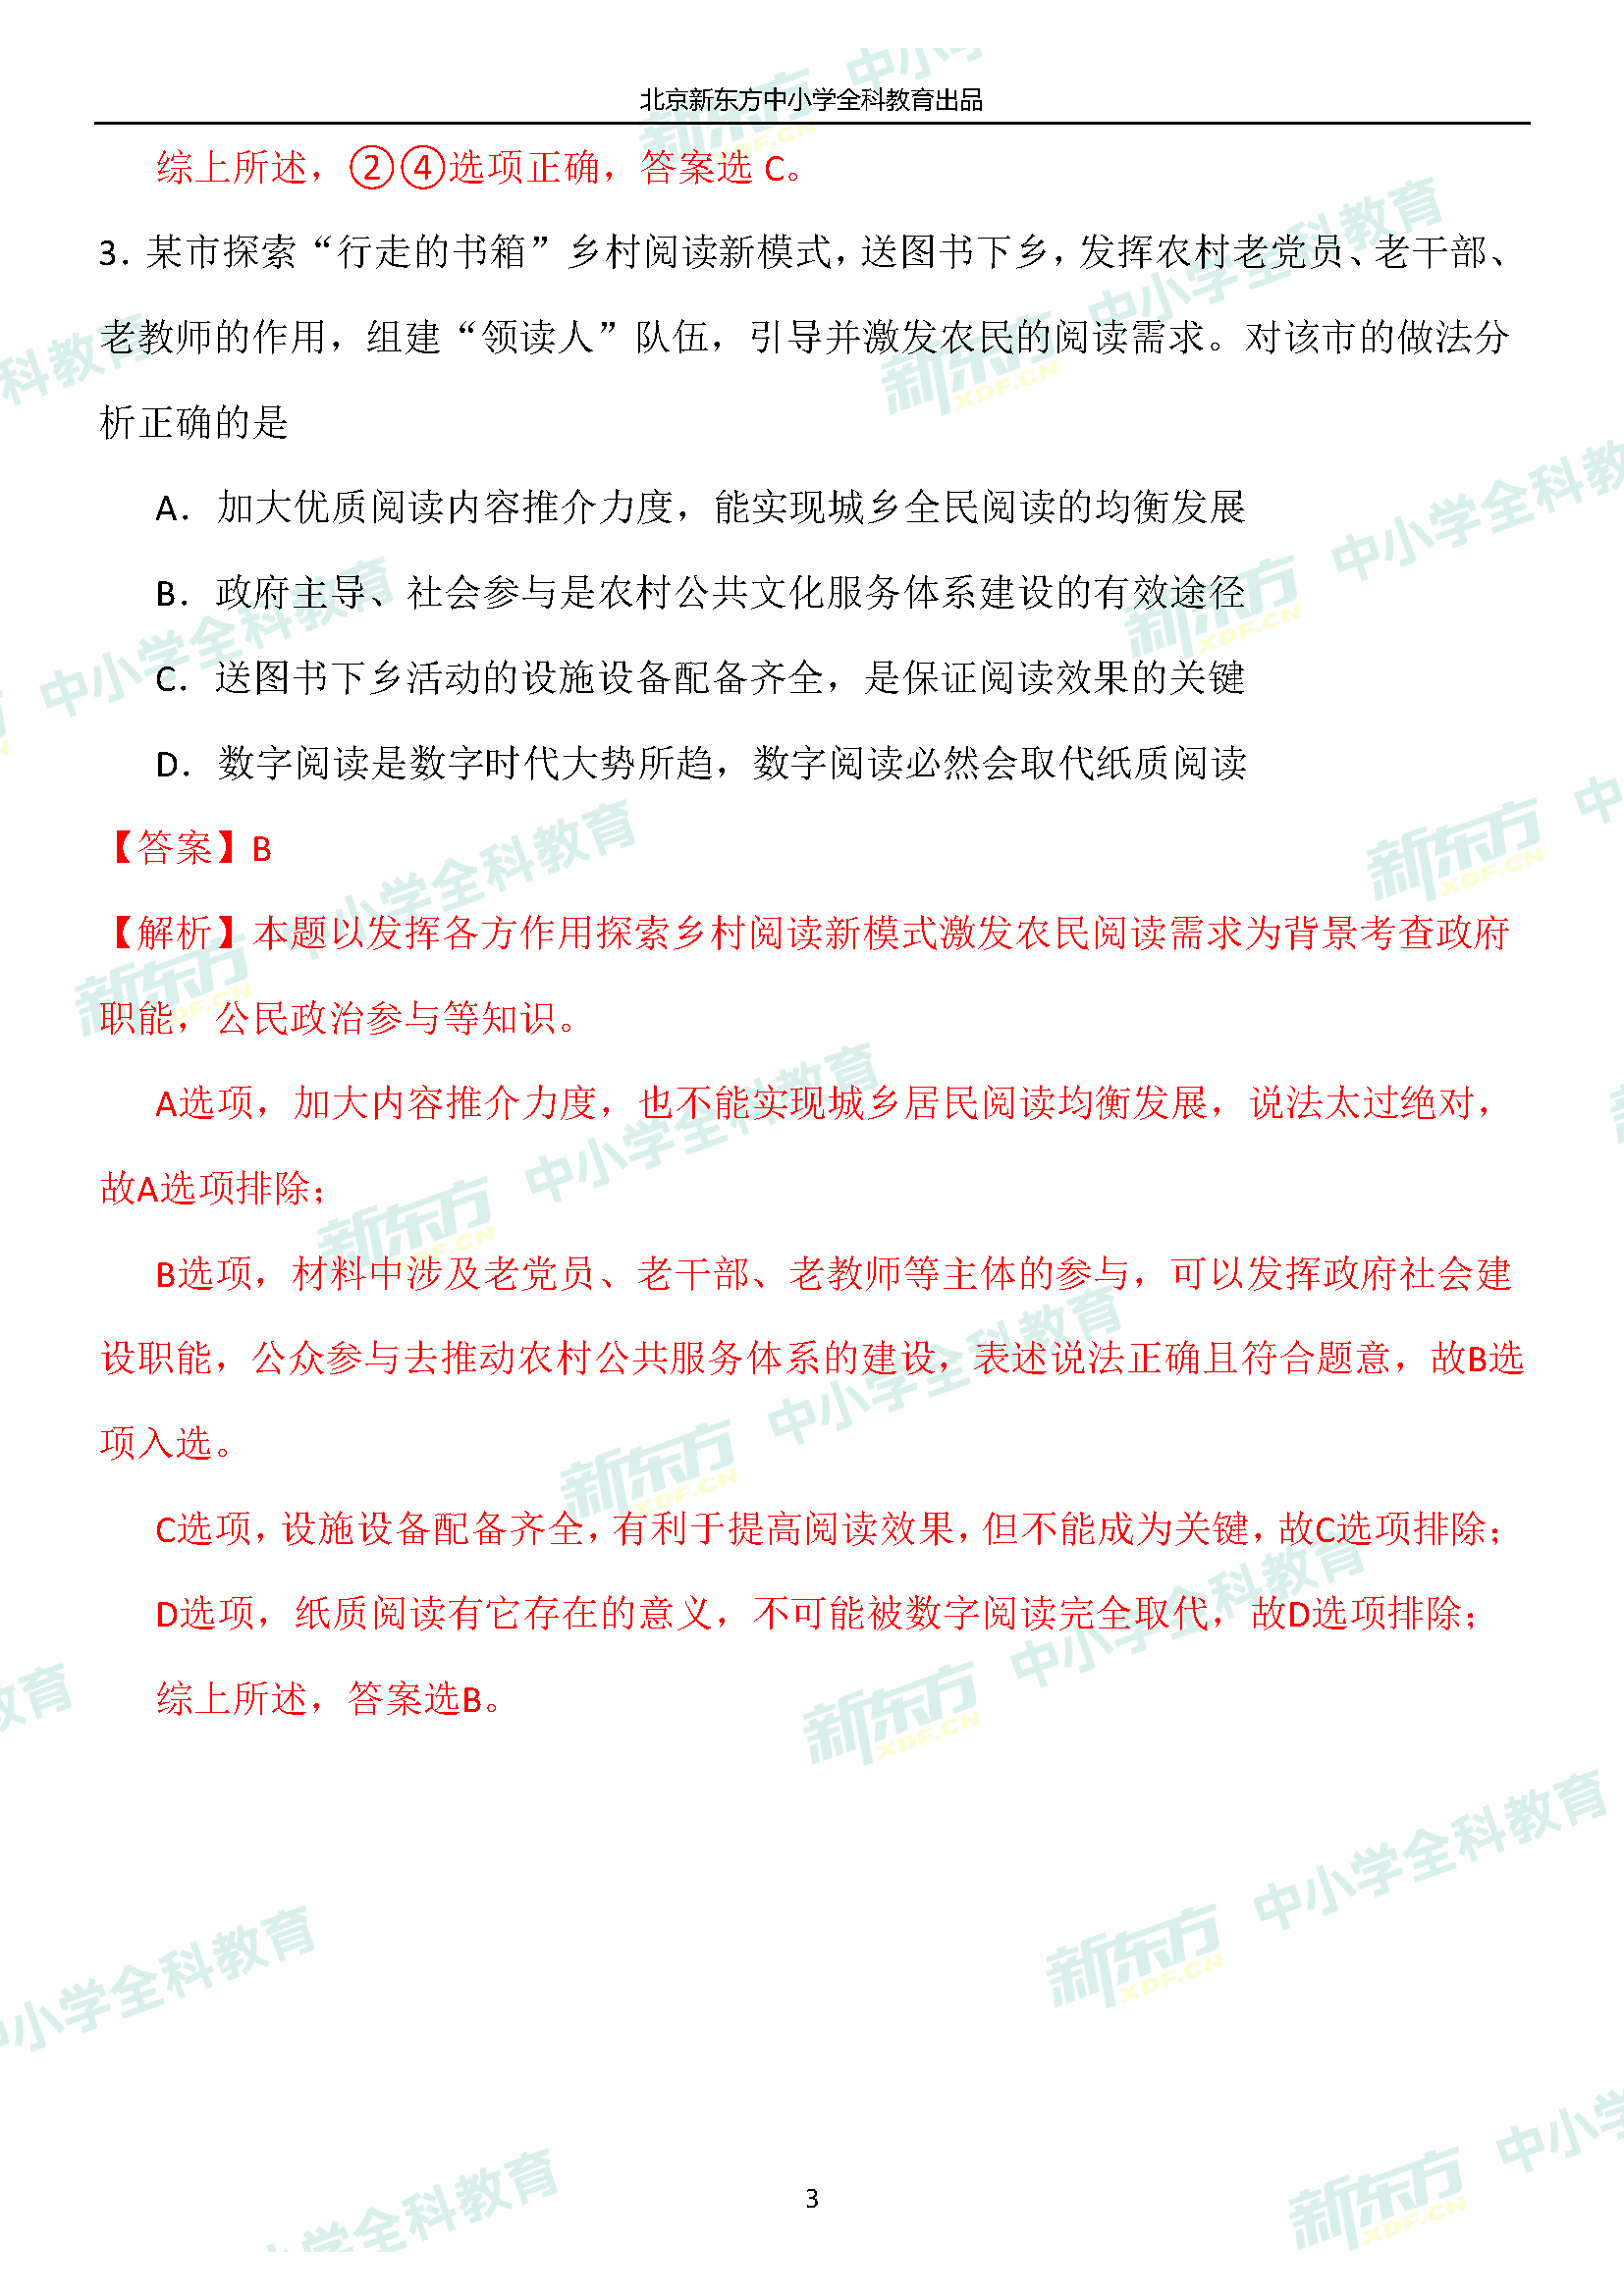 北京新东方中小学全科教育出品
综上所述，②④选项正确，答案选 C。
3．某市探索“行走的书箱”乡村阅读新模式，送图书下乡，发挥农村老党员、老干部、
老教师的作用，组建“领读人”队伍，引导并激发农民的阅读需求。对该市的做法分
析正确的是
A．加大优质阅读内容推介力度，能实现城乡全民阅读的均衡发展
B．政府主导、社会参与是农村公共文化服务体系建设的有效途径
C．送图书下乡活动的设施设备配备齐全，是保证阅读效果的关键
D．数字阅读是数字时代大势所趋，数字阅读必然会取代纸质阅读
【答案】B
【解析】本题以发挥各方作用探索乡村阅读新模式激发农民阅读需求为背景考查政府
职能，公民政治参与等知识。
A选项，加大内容推介力度，也不能实现城乡居民阅读均衡发展，说法太过绝对，
故A选项排除；
B选项，材料中涉及老党员、老干部、老教师等主体的参与，可以发挥政府社会建
设职能，公众参与去推动农村公共服务体系的建设，表述说法正确且符合题意，故B选
项入选。
C选项，设施设备配备齐全，有利于提高阅读效果，但不能成为关键，故C选项排除；
D选项，纸质阅读有它存在的意义，不可能被数字阅读完全取代，故D选项排除；
综上所述，答案选B。
3
新东方 XDF.CN 中小学全科教育